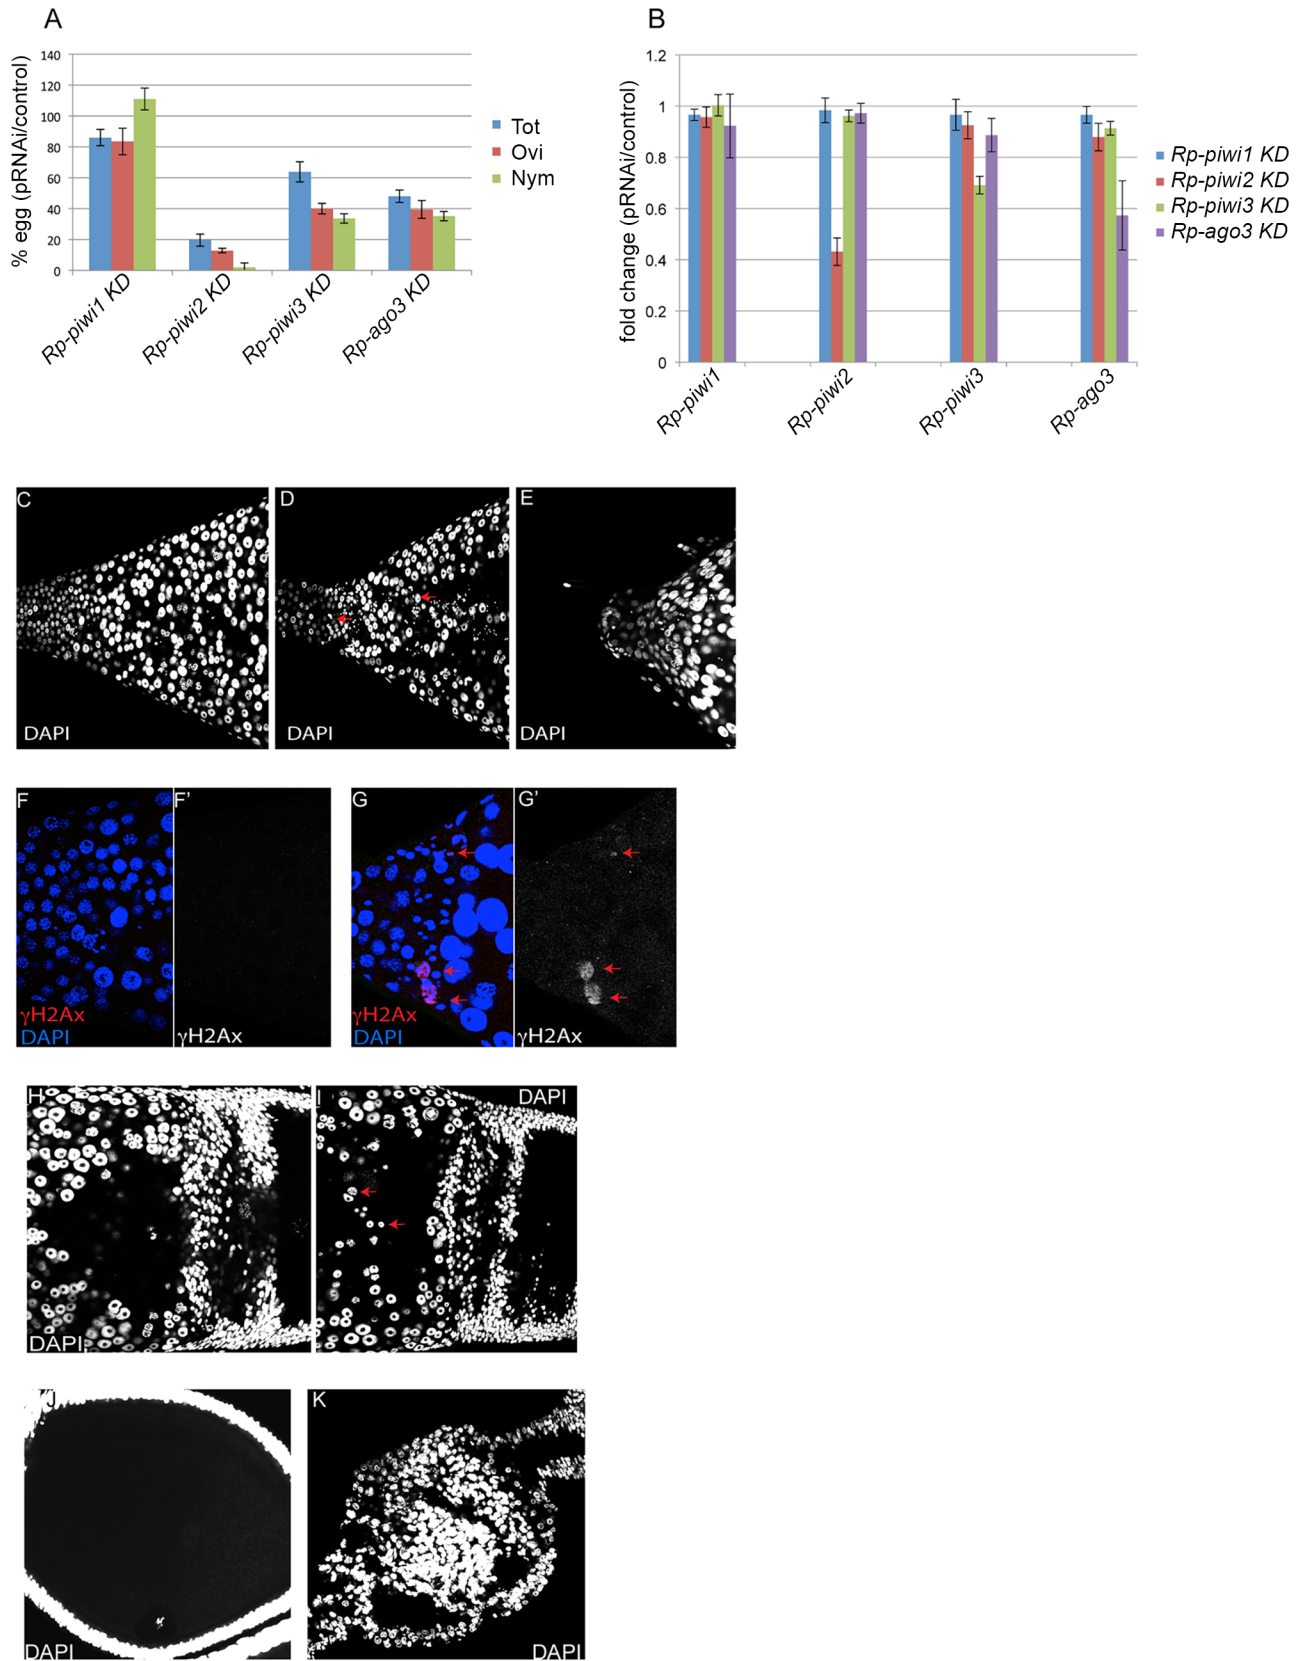 A
% egg (pRNAi/control)
140
120
100
80
60
40
20
0
Rp-piwi1 KD
Rp-piwi2 KD
Rp-piwi3 KD
Rp-ago3 KD
Tot
Ovi
Nym
B
fold change (pRNAi/control)
1.2
1
0.8
0.6
0.4
0.2
0
Rp-piwi1
Rp-piwi2
Rp-piwi3
Rp-ago3
Rp-piwi1 KD
Rp-piwi2 KD
Rp-piwi3 KD
Rp-ago3 KD
C
DAPI
D
DAPI
E
DAPI
F
γH2Ax
DAPI
F'
γH2Ax
G
γH2Ax
DAPI
G'
γH2Ax
H
DAPI
I
DAPI
J
DAPI
K
DAPI